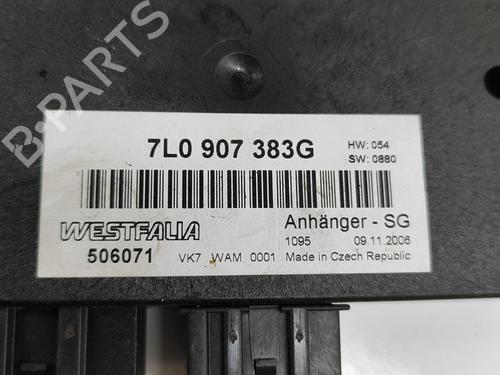 7L0 907 383G
HW: 054
SW: 0880
WESTFALIA
Anhänger - SG
506071
1095 09.11.2006
VK7 WAM 0001 Made in Czech Republic
B-PARTS